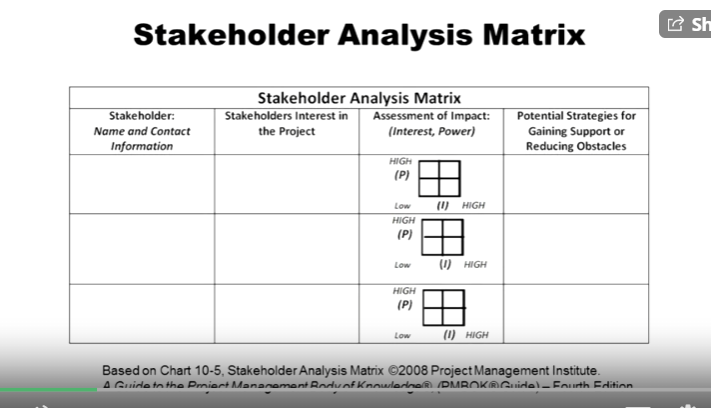 Stakeholder Analysis Matrix
Sh
Stakeholder Analysis Matrix
Stakeholder:
Name and Contact
Information
Stakeholders Interest in
the Project
Assessment of Impact:
(Interest, Power)
Potential Strategies for
Gaining Support or
Reducing Obstacles
HIGH
(P)
Low (I) HIGH
HIGH
(P)
Low (I) HIGH
HIGH
(P)
Low (I) HIGH
Based on Chart 10-5, Stakeholder Analysis Matrix ©2008 Project Management Institute.
A Guide to the Project Management Body of Knowledge®, (PMBOK® Guide) – Fourth Edition